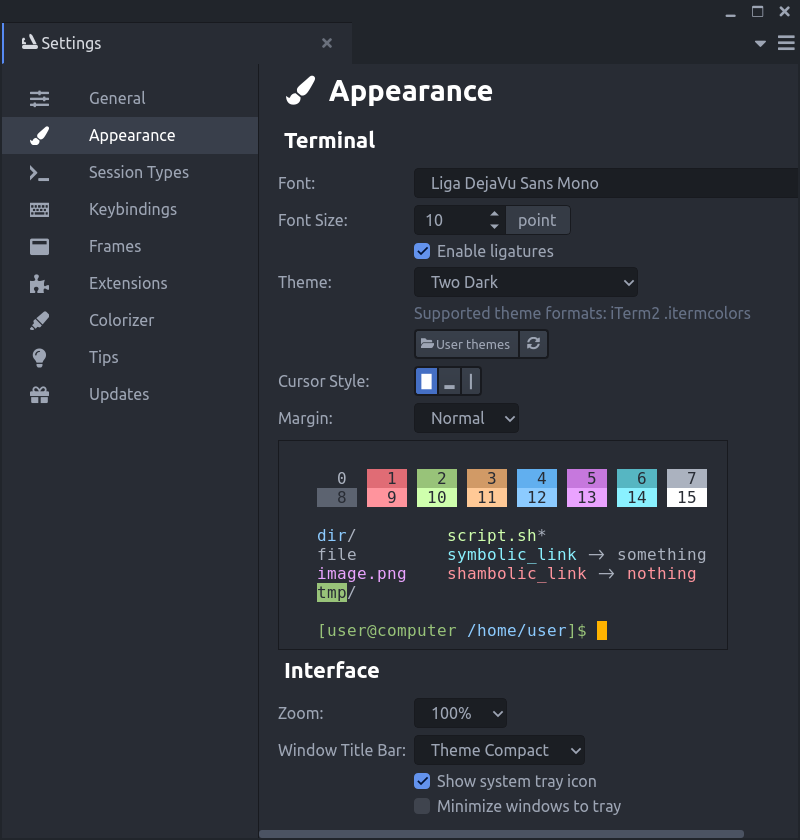 Settings
General
Appearance
Session Types
Keybindings
Frames
Extensions
Colorizer
Tips
Updates
Appearance
Terminal
Font: Liga DejaVu Sans Mono
Font Size: 10 point
Enable ligatures
Theme: Two Dark
Supported theme formats: iTerm2 .itermcolors
User themes
Cursor Style:
Margin: Normal
0 1 2 3 4 5 6 7
8 9 10 11 12 13 14 15
dir/ script.sh*
file symbolic_link -> something
image.png shambolic_link -> nothing
tmp/
[user@computer /home/user]$
Interface
Zoom: 100%
Window Title Bar: Theme Compact
Show system tray icon
Minimize windows to tray